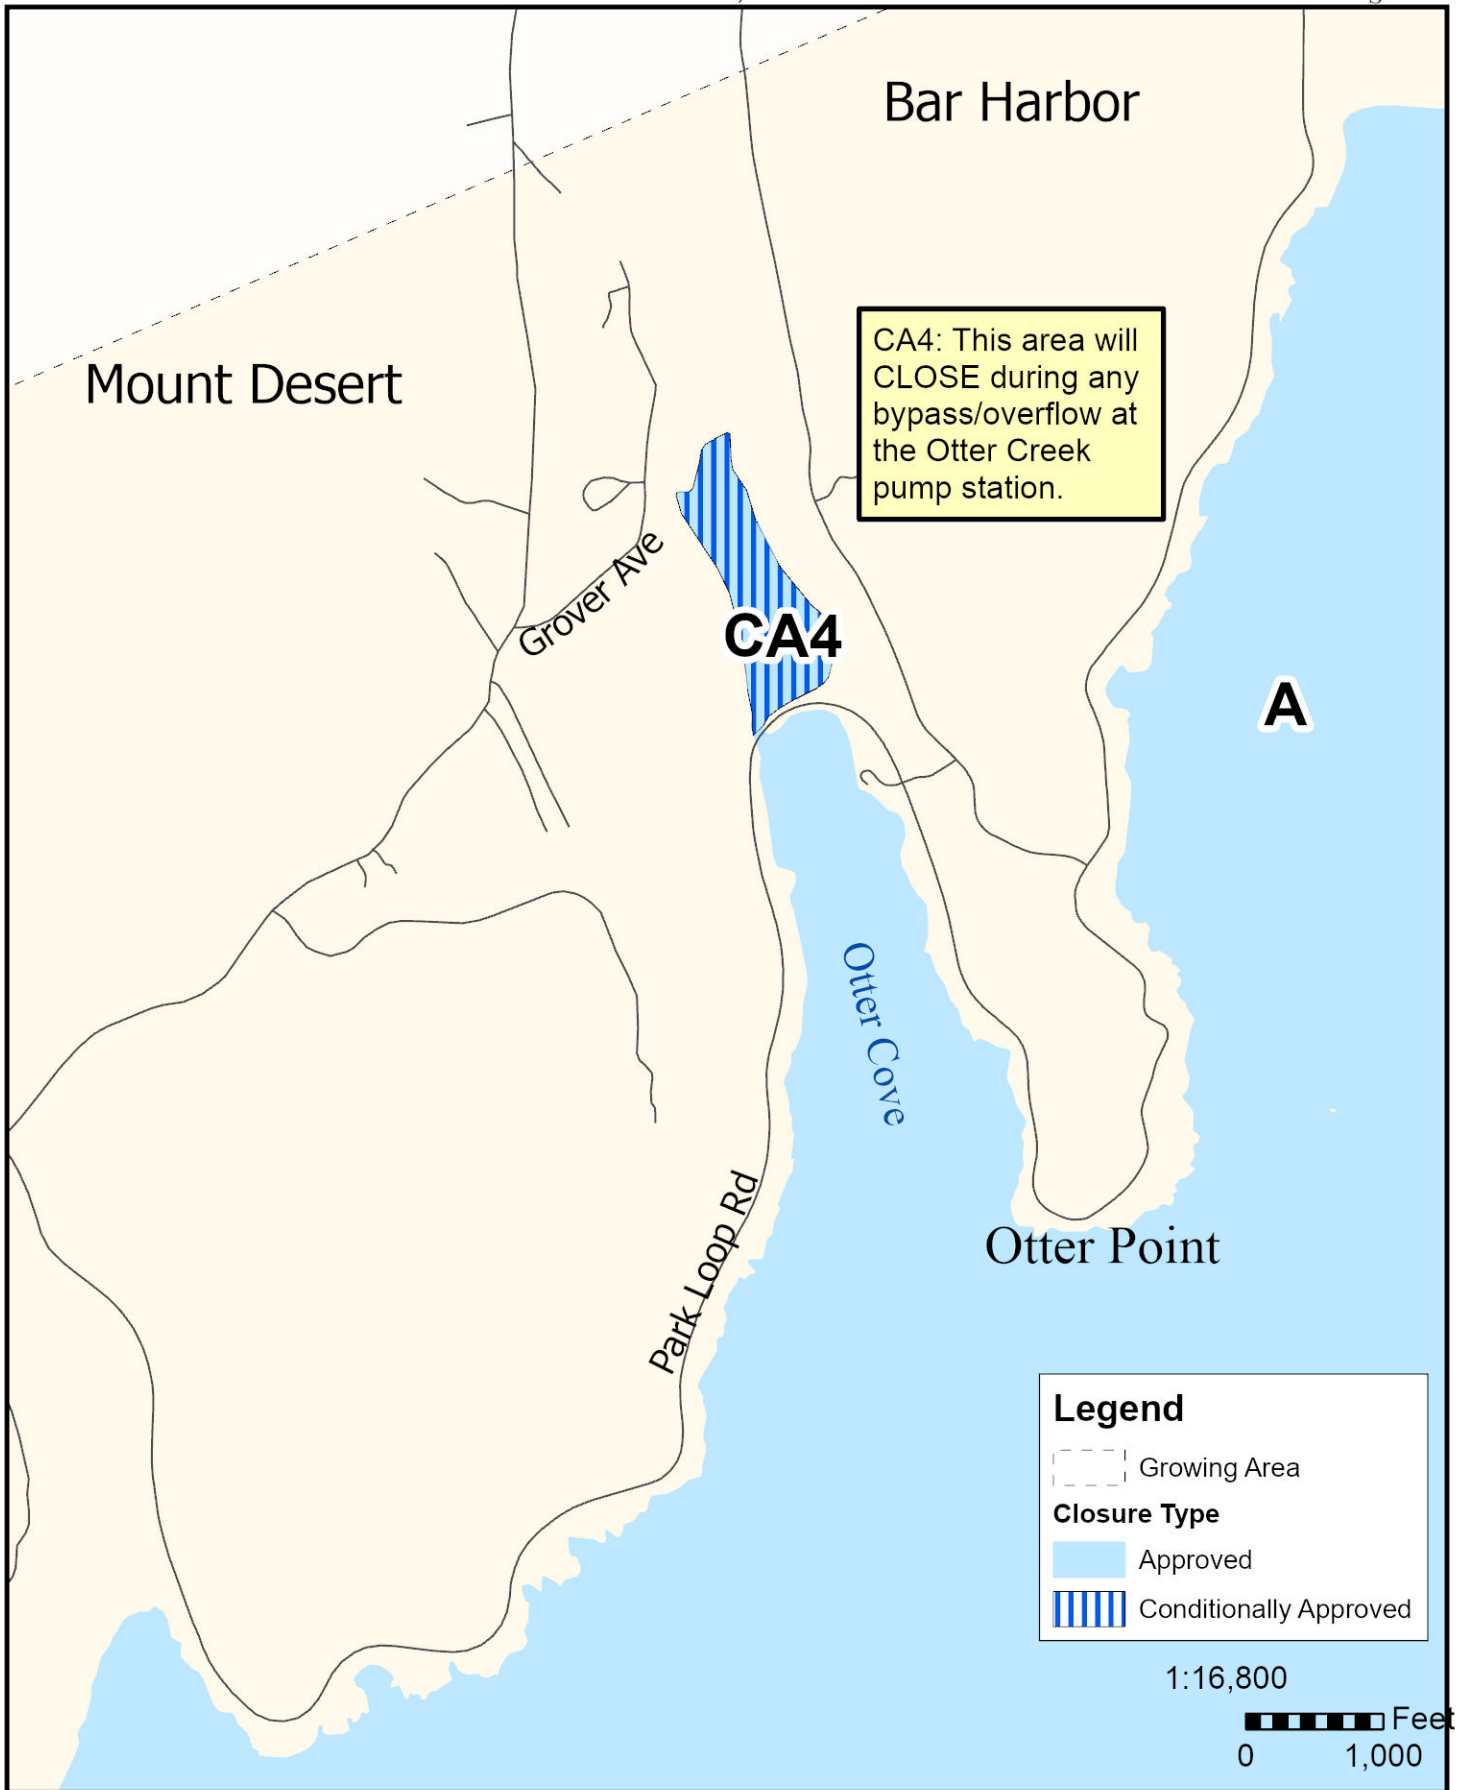 Bar Harbor
CA4: This area will
CLOSE during any
bypass/overflow at
the Otter Creek
pump station.
Mount Desert
Grover Ave
CA4
A
Otter Cove
Park Loop Rd
Otter Point
Legend
Growing Area
Closure Type
Approved
Conditionally Approved
1:16,800
Feet
0 1,000